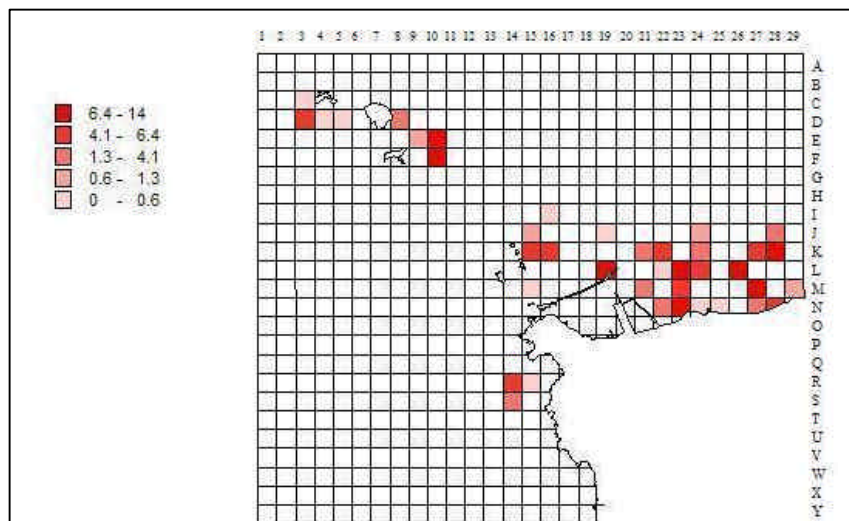 1 2 3 4 5 6 7 8 9 10 11 12 13 14 15 16 17 18 19 20 21 22 23 24 25 26 27 28 29
A
B
C
6.4 - 14
D
4.1 - 6.4
E
1.3 - 4.1
F
0.6 - 1.3
G
0 - 0.6
H
I
J
K
L
M
N
O
P
Q
R
S
T
U
V
W
X
Y